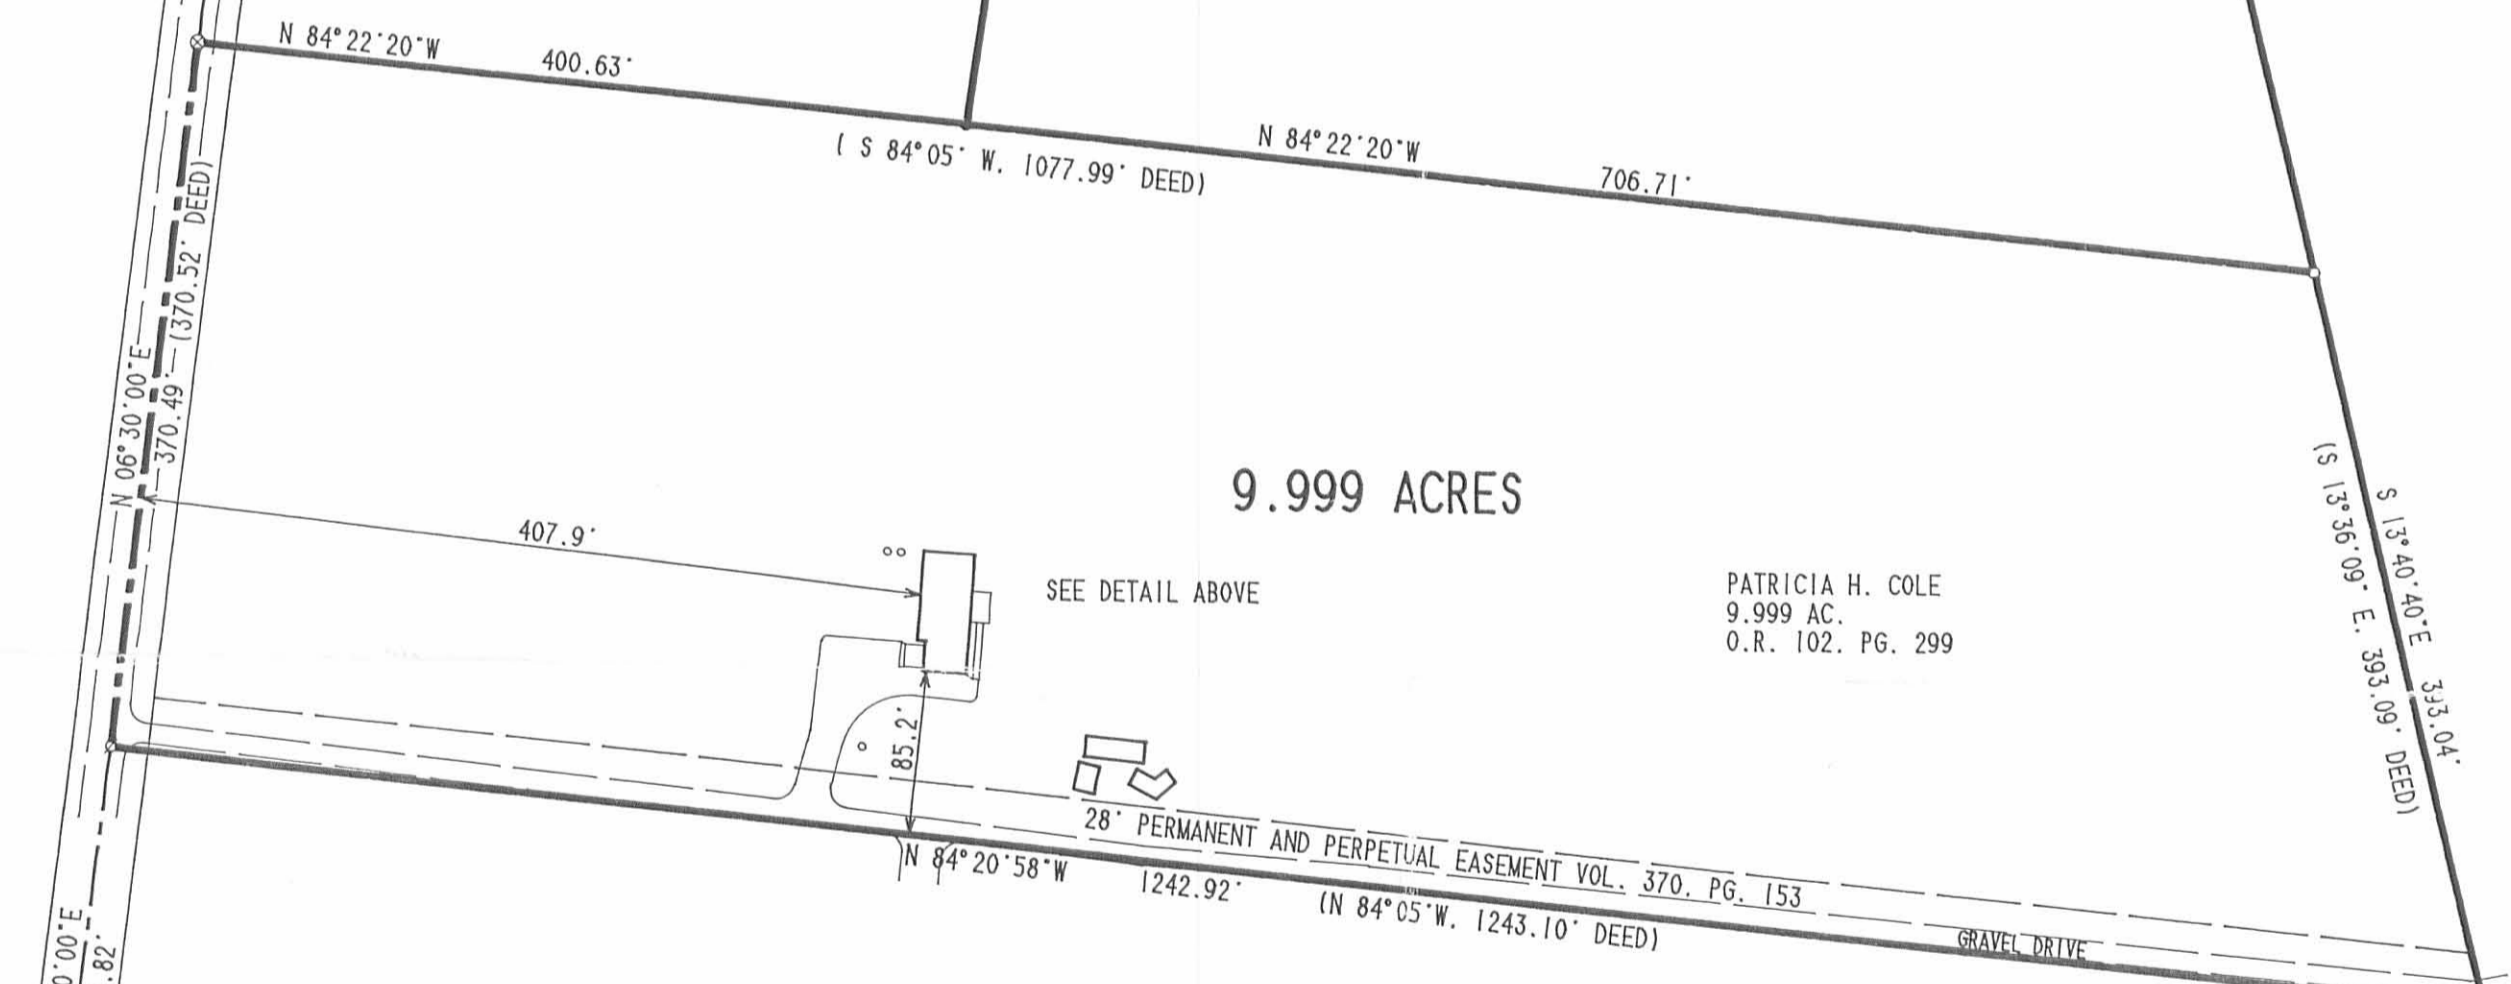 N 84°22'20"W 400.63'
( S 84°05' W. 1077.99' DEED)
N 84°22'20"W 706.71'
N 06°30'00"E
370.49' (370.52' DEED)
407.9'
9.999 ACRES
SEE DETAIL ABOVE
PATRICIA H. COLE
9.999 AC.
O.R. 102. PG. 299
S 13°40'40"E 393.04'
(S 13°36'09" E. 393.09' DEED)
85.2'
28' PERMANENT AND PERPETUAL EASEMENT VOL. 370. PG. 153
N 84°20'58"W 1242.92'
(N 84°05'W. 1243.10' DEED)
GRAVEL DRIVE
0'00"E
.82'